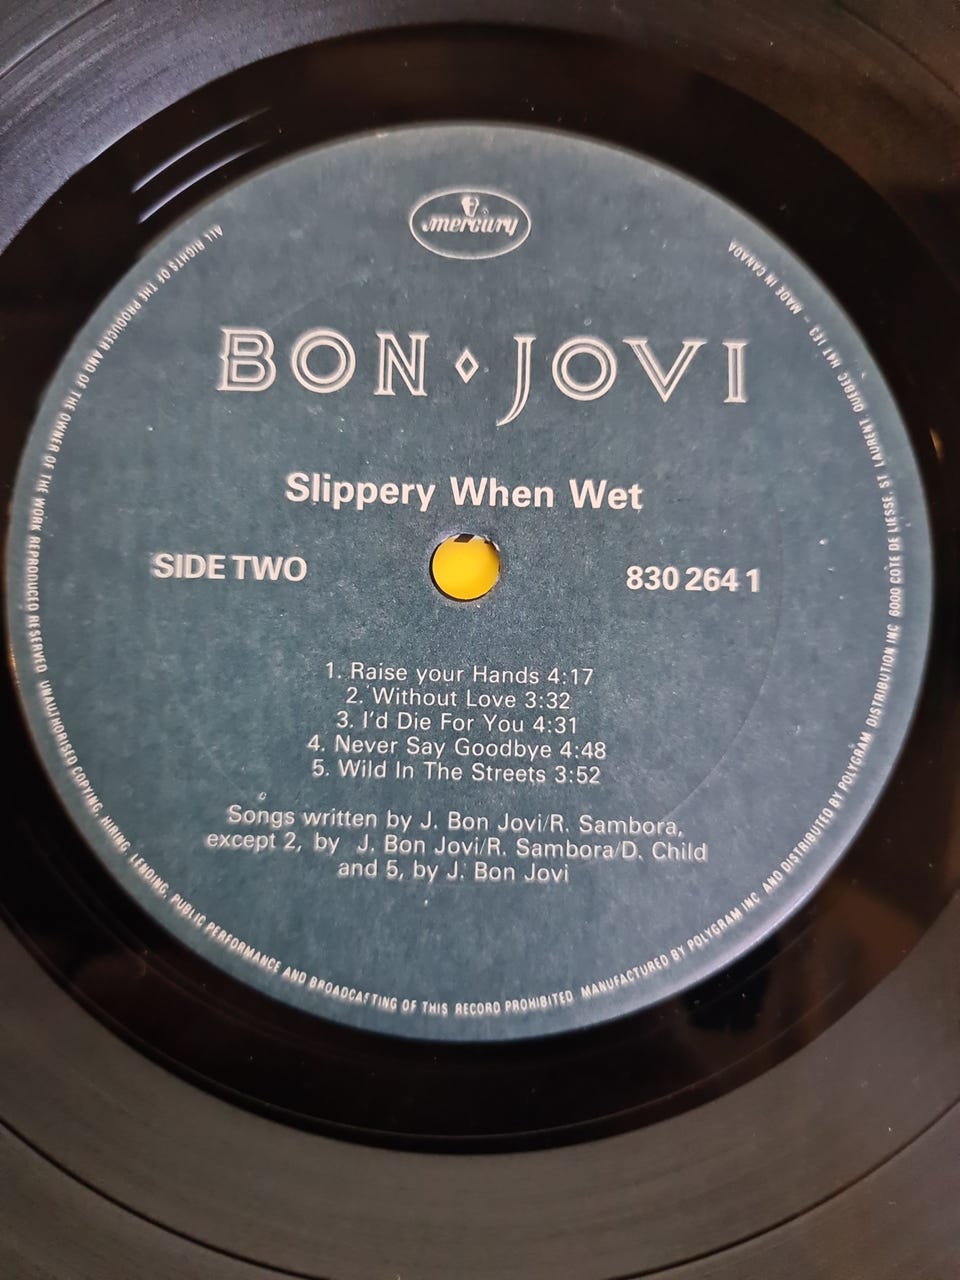 mercury
BON ◊ JOVI
Slippery When Wet
SIDE TWO
830 264 1
1. Raise your Hands 4:17
2. Without Love 3:32
3. I'd Die For You 4:31
4. Never Say Goodbye 4:48
5. Wild In The Streets 3:52
Songs written by J. Bon Jovi/R. Sambora,
except 2, by J. Bon Jovi/R. Sambora/D. Child
and 5, by J. Bon Jovi
ALL RIGHTS OF THE PRODUCER AND OF THE OWNER OF THE WORK REPRODUCED RESERVED UNAUTHORISED COPYING, HIRING, LENDING, PUBLIC PERFORMANCE AND BROADCASTING OF THIS RECORD PROHIBITED MANUFACTURED BY POLYGRAM INC AND DISTRIBUTED BY POLYGRAM DISTRIBUTION INC 6000 COTE DE LIESSE, ST LAURENT, QUEBEC H4T 1E3 – MADE IN CANADA